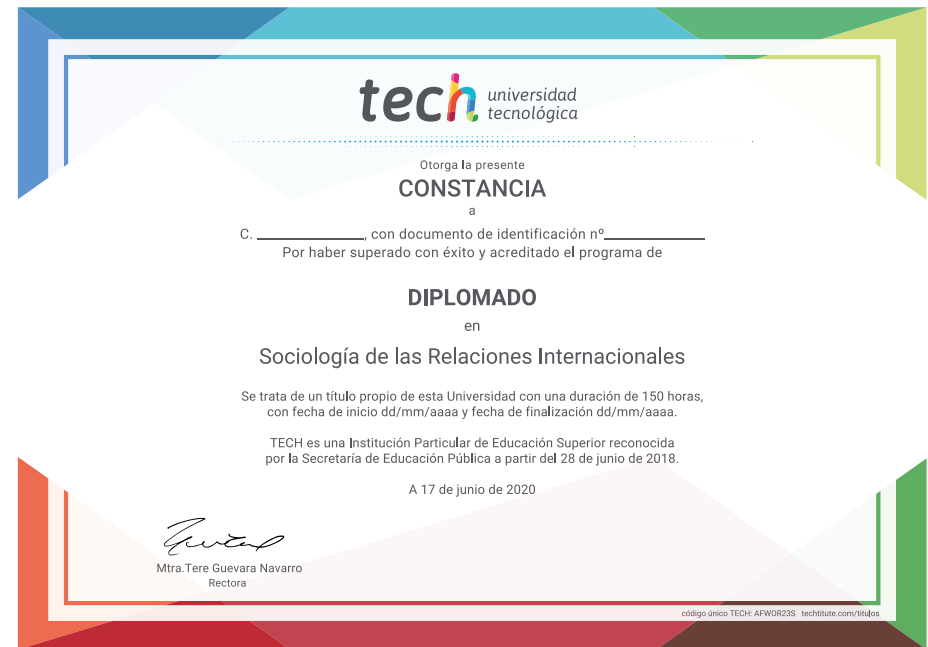 tech universidad
tecnológica
Otorga la presente
CONSTANCIA
a
C. ______________, con documento de identificación nº_____________
Por haber superado con éxito y acreditado el programa de
DIPLOMADO
en
Sociología de las Relaciones Internacionales
Se trata de un título propio de esta Universidad con una duración de 150 horas,
con fecha de inicio dd/mm/aaaa y fecha de finalización dd/mm/aaaa.
TECH es una Institución Particular de Educación Superior reconocida
por la Secretaría de Educación Pública a partir del 28 de junio de 2018.
A 17 de junio de 2020
Mtra.Tere Guevara Navarro
Rectora
código único TECH: AFWOR23S techtitute.com/titulos